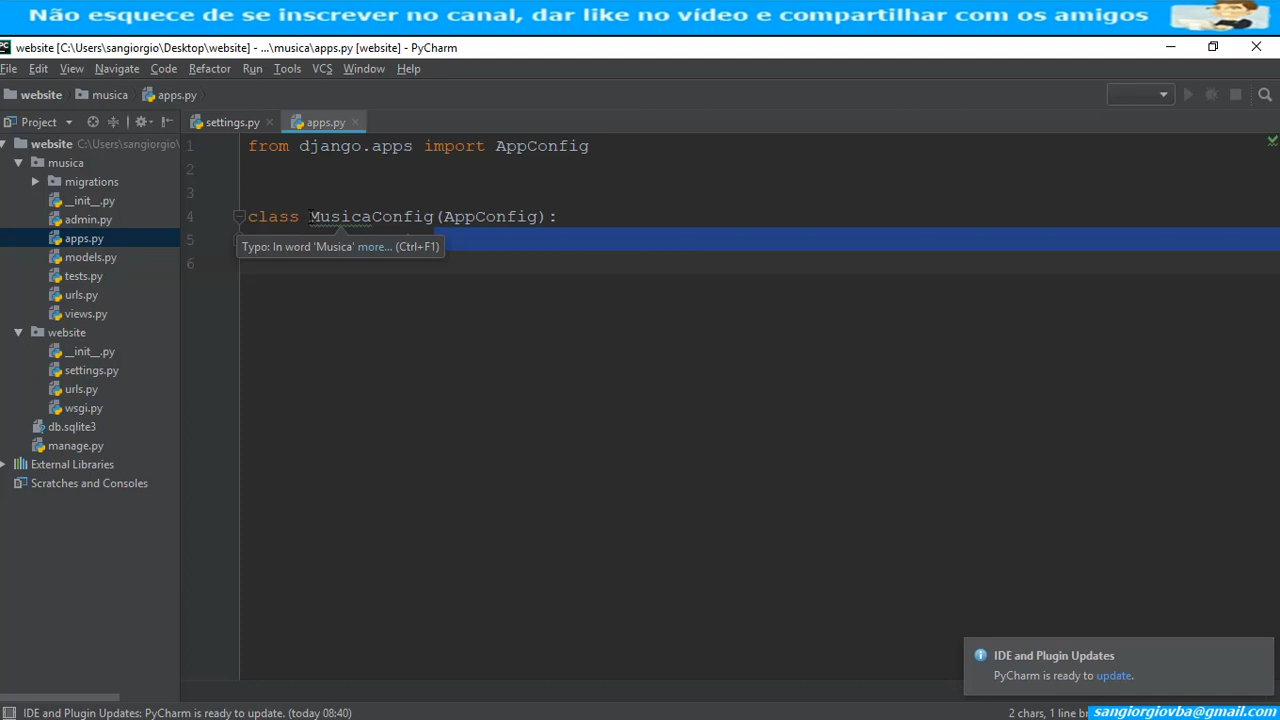 Não esquece de se inscrever no canal, dar like no vídeo e compartilhar com os amigos
website [C:\Users\sangiorgio\Desktop\website] - ...\musica\apps.py [website] - PyCharm
File Edit View Navigate Code Refactor Run Tools VCS Window Help
website musica apps.py
Project settings.py apps.py
website C:\Users\sangiorgio\
musica
migrations
__init__.py
admin.py
apps.py
models.py
tests.py
urls.py
views.py
website
__init__.py
settings.py
urls.py
wsgi.py
db.sqlite3
manage.py
External Libraries
Scratches and Consoles
1 from django.apps import AppConfig
2
3
4 class MusicaConfig(AppConfig):
5
Typo: In word 'Musica' more... (Ctrl+F1)
6
IDE and Plugin Updates
PyCharm is ready to update.
IDE and Plugin Updates: PyCharm is ready to update. (today 08:40)
2 chars, 1 line
sangiorgiovba@gmail.com